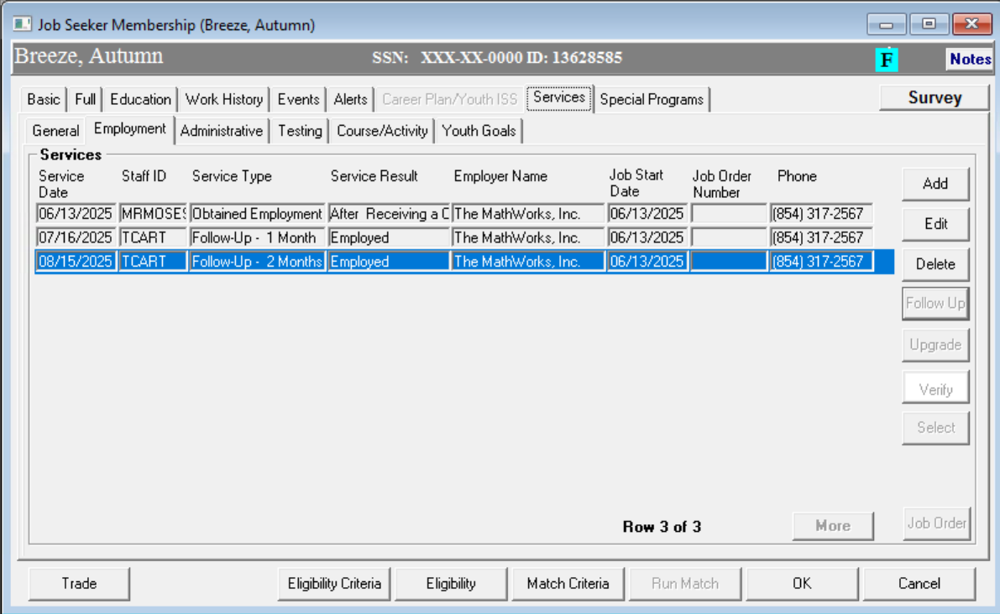 Job Seeker Membership (Breeze, Autumn)
Breeze, Autumn SSN: XXX-XX-0000 ID: 13628585 F Notes
Basic Full Education Work History Events Alerts Career Plan/Youth ISS Services Special Programs Survey
General Employment Administrative Testing Course/Activity Youth Goals
Services
Service Date Staff ID Service Type Service Result Employer Name Job Start Date Job Order Number Phone
Add
06/13/2025 MRMOSES Obtained Employment After Receiving a C The MathWorks, Inc. 06/13/2025 (854) 317-2567
Edit
07/16/2025 TCART Follow-Up - 1 Month Employed The MathWorks, Inc. 06/13/2025 (854) 317-2567
08/15/2025 TCART Follow-Up - 2 Months Employed The MathWorks, Inc. 06/13/2025 (854) 317-2567
Delete
Follow Up
Upgrade
Verify
Select
Row 3 of 3 More Job Order
Trade Eligibility Criteria Eligibility Match Criteria Run Match OK Cancel